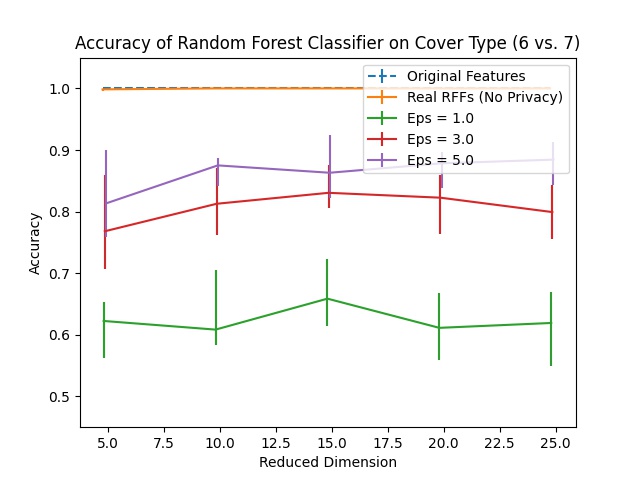 Accuracy of Random Forest Classifier on Cover Type (6 vs. 7)
Original Features
Real RFFs (No Privacy)
Eps = 1.0
Eps = 3.0
Eps = 5.0
Accuracy
1.0
0.9
0.8
0.7
0.6
0.5
5.0 7.5 10.0 12.5 15.0 17.5 20.0 22.5 25.0
Reduced Dimension